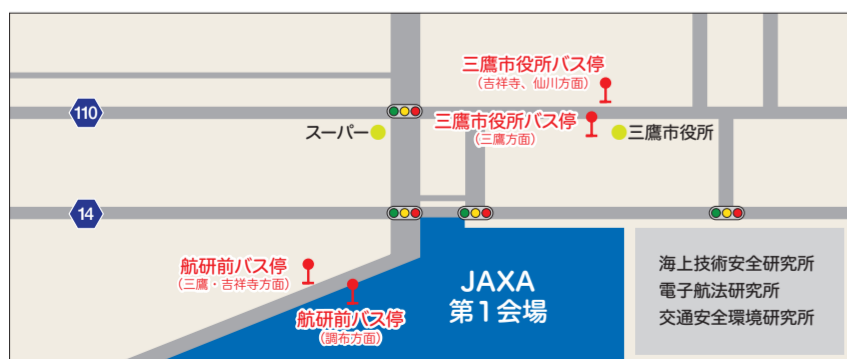 三鷹市役所バス停
（吉祥寺、仙川方面）
110
三鷹市役所バス停
（三鷹方面）
スーパー
三鷹市役所
14
航研前バス停
（三鷹・吉祥寺方面）
航研前バス停
（調布方面）
JAXA
第1会場
海上技術安全研究所
電子航法研究所
交通安全環境研究所